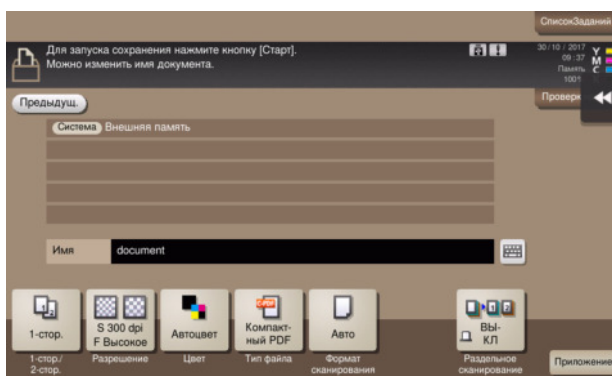 СписокЗаданий
Для запуска сохранения нажмите кнопку [Старт].
Можно изменить имя документа.
30/10/2017
09:37
Память
Y
M
C
Предыдущ.
Система Внешняя память
Имя document
1-стор.
S 300 dpi
F Высокое
Автоцвет
C-PDF
Компакт-
ный PDF
Авто
ВЫ-
КЛ
1-стор./
2-стор.
Разрешение
Цвет
Тип файла
Формат
сканирования
Раздельное
сканирование
Приложение